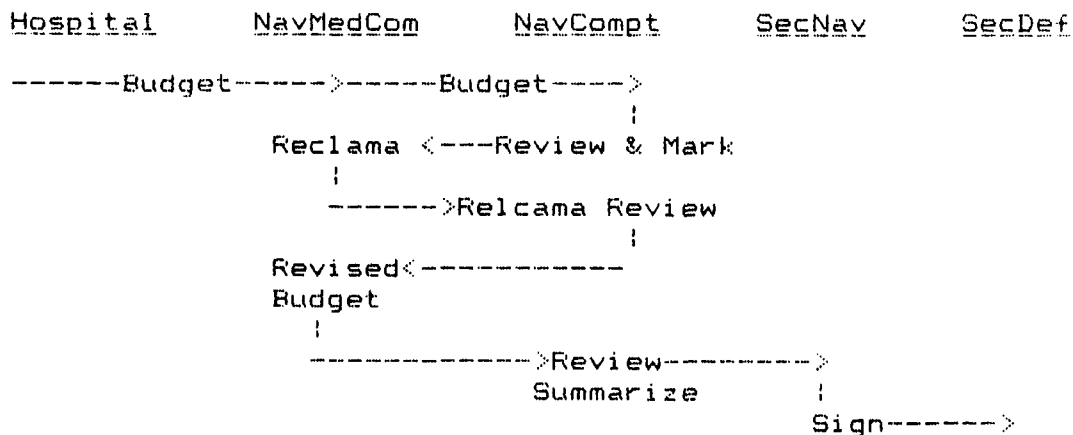 Hospital NavMedCom NavCompt SecNav SecDef
------Budget------>-----Budget---->
Reclama <---Review & Mark
------>Relcama Review
Revised<------------
Budget
------------->Review--------->
Summarize
Sign------>